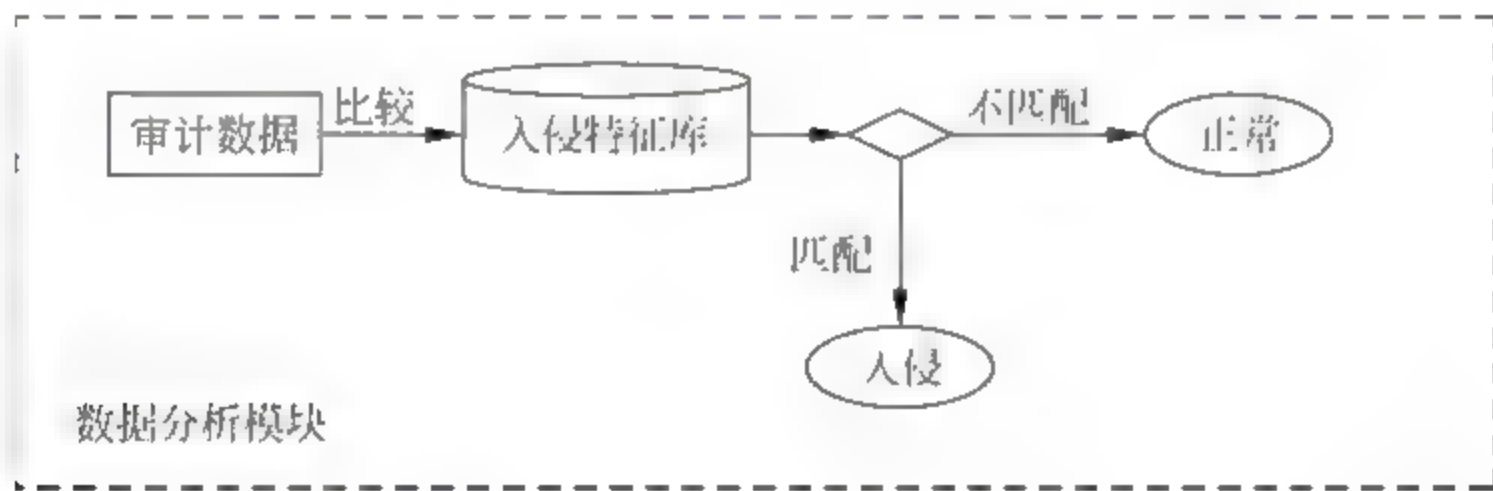 比较
不匹配
审计数据
入侵特征库
正常
匹配
入侵
数据分析模块